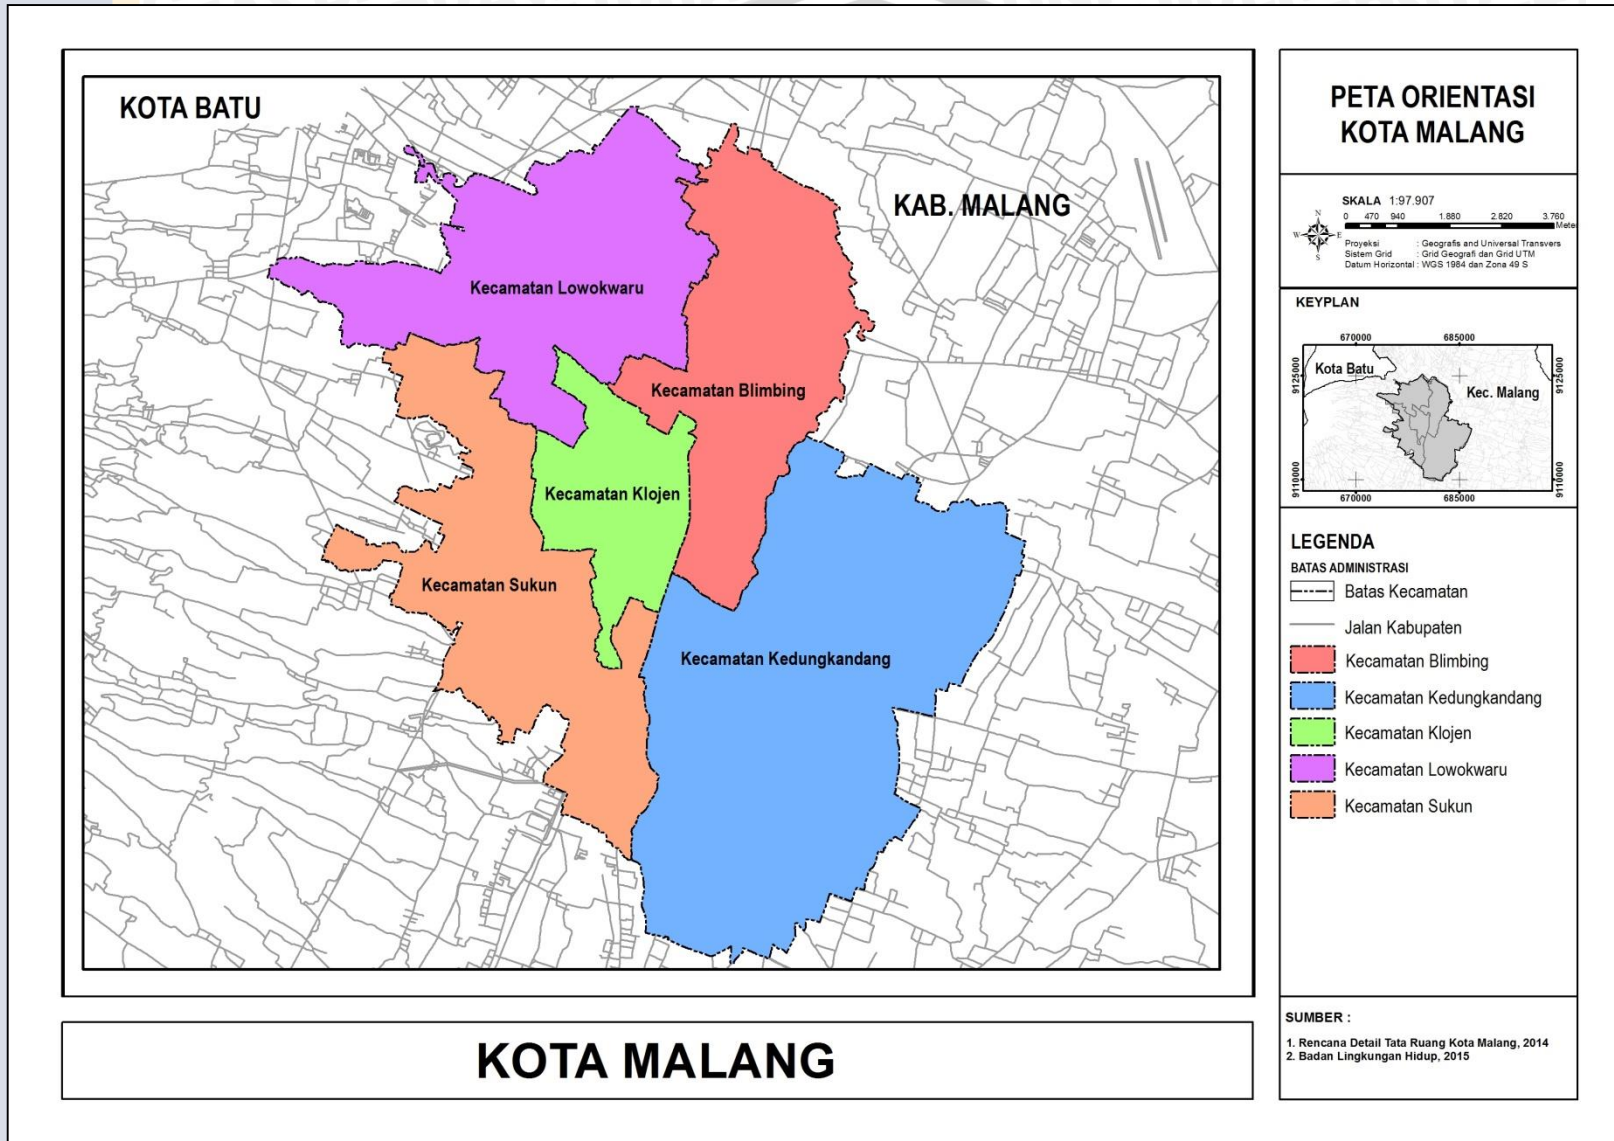 KOTA BATU
KAB. MALANG
Kecamatan Lowokwaru
Kecamatan Blimbing
Kecamatan Klojen
Kecamatan Sukun
Kecamatan Kedungkandang
KOTA MALANG
PETA ORIENTASI
KOTA MALANG
SKALA 1:97.907
0 470 940 1.880 2.820 3.760
Meter
N
W E
S
Proyeksi : Geografis and Universal Transvers
Sistem Grid : Grid Geografi dan Grid UTM
Datum Horizontal : WGS 1984 dan Zona 49 S
KEYPLAN
670000 685000
9125000 9125000
Kota Batu
Kec. Malang
9110000 9110000
670000 685000
LEGENDA
BATAS ADMINISTRASI
Batas Kecamatan
Jalan Kabupaten
Kecamatan Blimbing
Kecamatan Kedungkandang
Kecamatan Klojen
Kecamatan Lowokwaru
Kecamatan Sukun
SUMBER :
1. Rencana Detail Tata Ruang Kota Malang, 2014
2. Badan Lingkungan Hidup, 2015